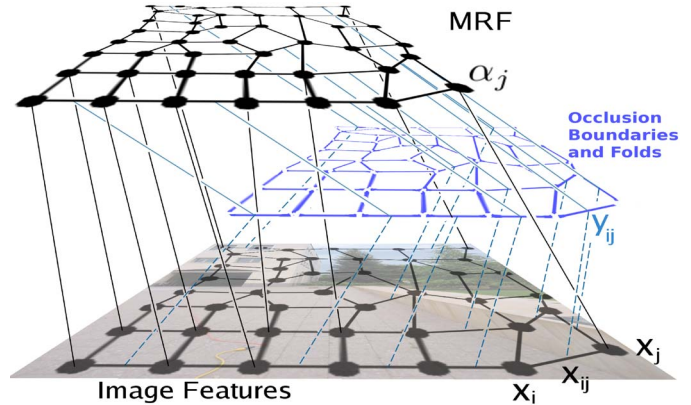 MRF
αj
Occlusion
Boundaries
and Folds
yij
xj
xij
xi
Image Features